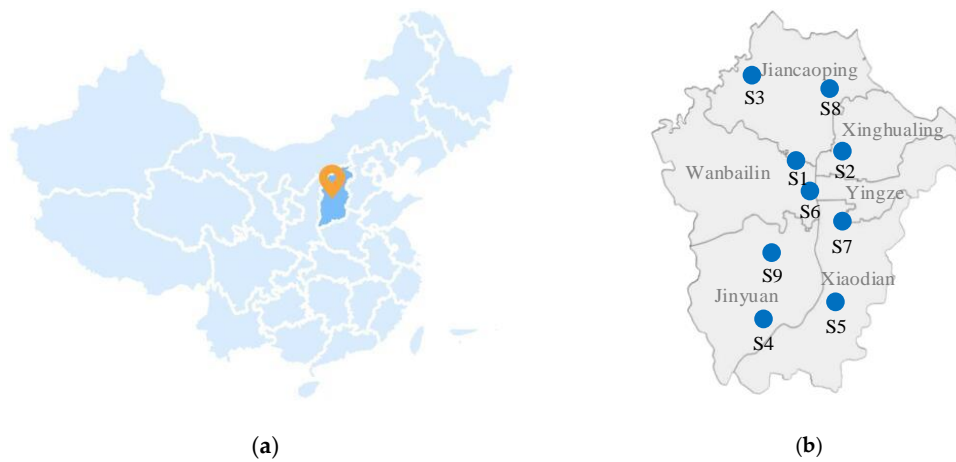 Jiancaoping
S3
S8
Xinghualing
Wanbailin
S1
S2
S6
Yingze
S7
S9
Xiaodian
Jinyuan
S5
S4
(a)
(b)